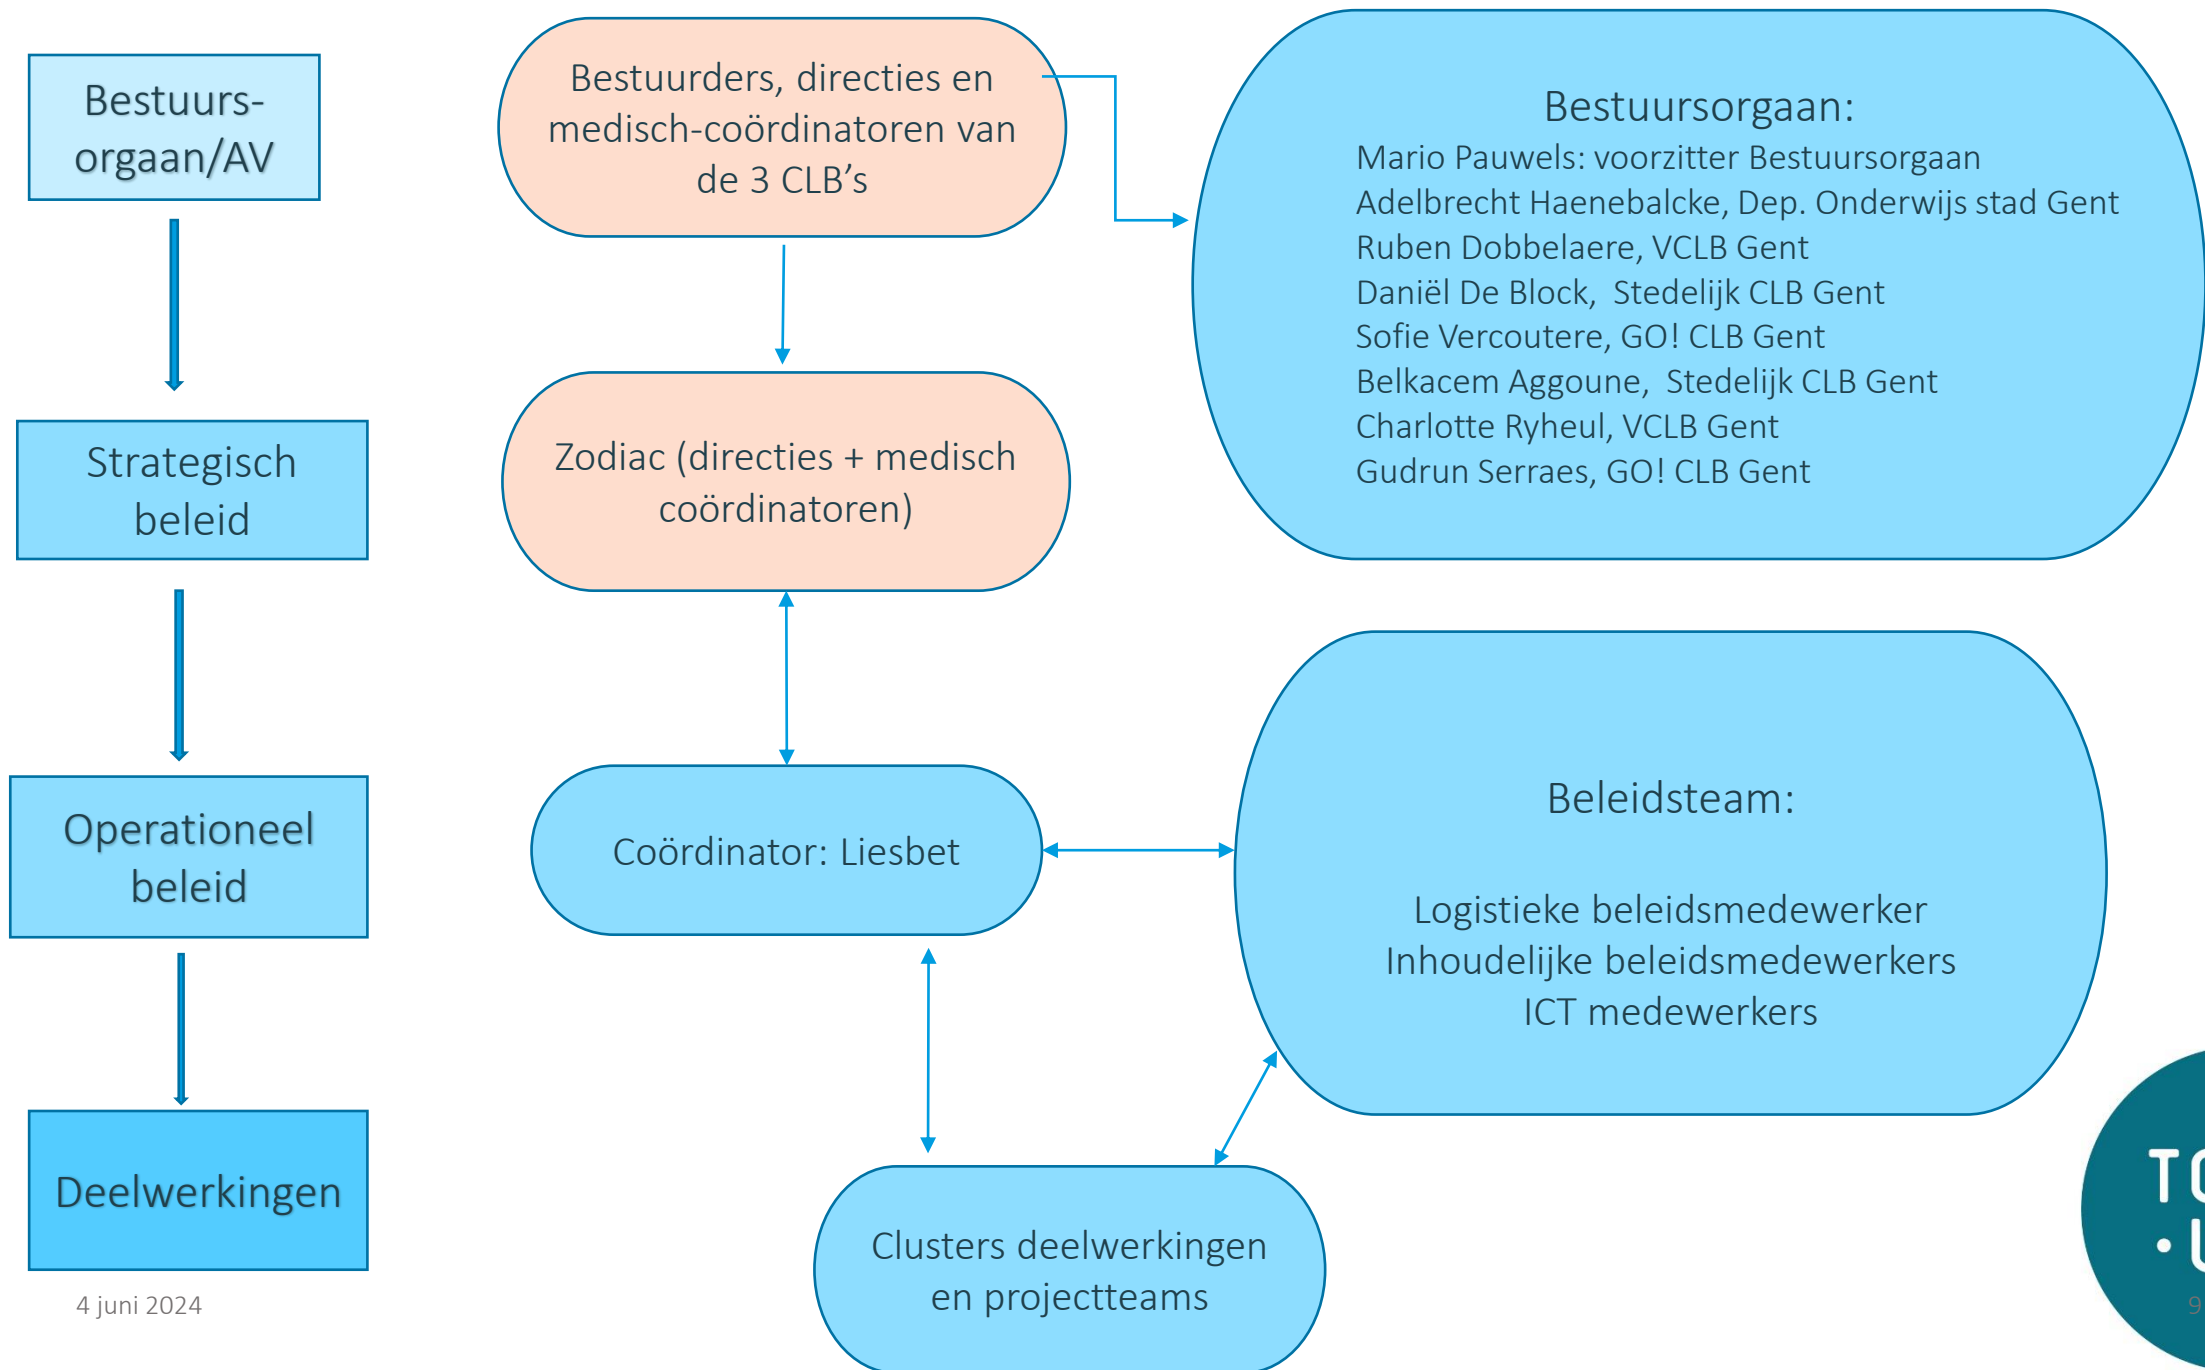 Bestuurs-
orgaan/AV
Strategisch
beleid
Operationeel
beleid
Deelwerkingen
Bestuurders, directies en
medisch-coördinatoren van
de 3 CLB’s
Zodiac (directies + medisch
coördinatoren)
Coördinator: Liesbet
Clusters deelwerkingen
en projectteams
Bestuursorgaan:
Mario Pauwels: voorzitter Bestuursorgaan
Adelbrecht Haenebalcke, Dep. Onderwijs stad Gent
Ruben Dobbelaere, VCLB Gent
Daniël De Block, Stedelijk CLB Gent
Sofie Vercoutere, GO! CLB Gent
Belkacem Aggoune, Stedelijk CLB Gent
Charlotte Ryheul, VCLB Gent
Gudrun Serraes, GO! CLB Gent
Beleidsteam:
Logistieke beleidsmedewerker
Inhoudelijke beleidsmedewerkers
ICT medewerkers
4 juni 2024
9